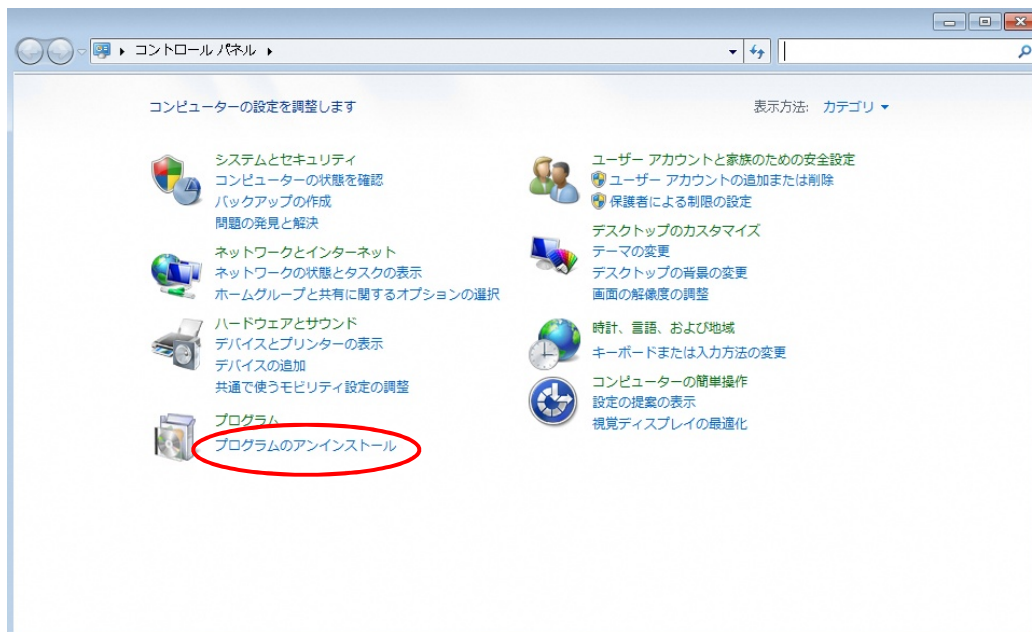 コントロール パネル
コンピューターの設定を調整します
表示方法: カテゴリ
システムとセキュリティ
コンピューターの状態を確認
バックアップの作成
問題の発見と解決
ネットワークとインターネット
ネットワークの状態とタスクの表示
ホームグループと共有に関するオプションの選択
ハードウェアとサウンド
デバイスとプリンターの表示
デバイスの追加
共通で使うモビリティ設定の調整
プログラム
プログラムのアンインストール
ユーザー アカウントと家族のための安全設定
ユーザー アカウントの追加または削除
保護者による制限の設定
デスクトップのカスタマイズ
テーマの変更
デスクトップの背景の変更
画面の解像度の調整
時計、言語、および地域
キーボードまたは入力方法の変更
コンピューターの簡単操作
設定の提案の表示
視覚ディスプレイの最適化